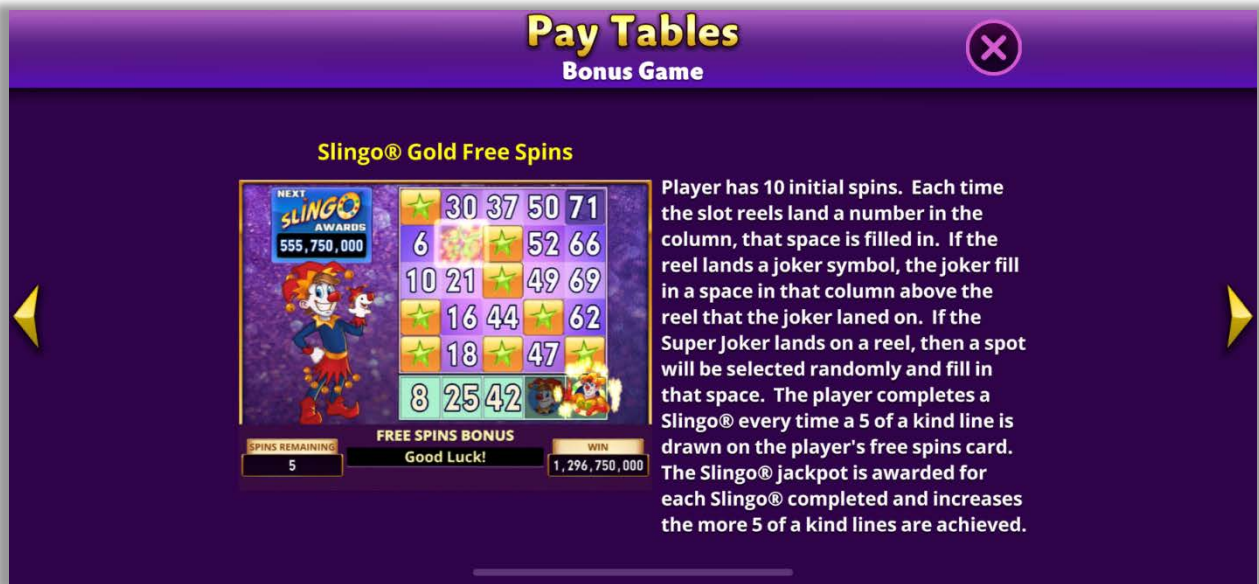 Pay Tables
Bonus Game
Slingo® Gold Free Spins
NEXT
SLINGO
AWARDS
555,750,000
30 37 50 71
6 52 66
10 21 49 69
16 44 62
18 47
8 25 42
SPINS REMAINING
5
FREE SPINS BONUS
Good Luck!
WIN
1,296,750,000
Player has 10 initial spins. Each time
the slot reels land a number in the
column, that space is filled in. If the
reel lands a joker symbol, the joker fill
in a space in that column above the
reel that the joker laned on. If the
Super Joker lands on a reel, then a spot
will be selected randomly and fill in
that space. The player completes a
Slingo® every time a 5 of a kind line is
drawn on the player's free spins card.
The Slingo® jackpot is awarded for
each Slingo® completed and increases
the more 5 of a kind lines are achieved.